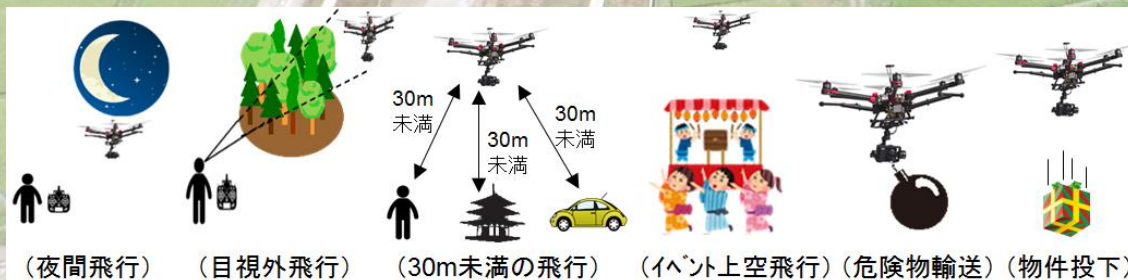 30m
未満
30m
未満
30m
未満
(夜間飛行)
(目視外飛行)
(30m未満の飛行)
(イベント上空飛行)
(危険物輸送)
(物件投下)